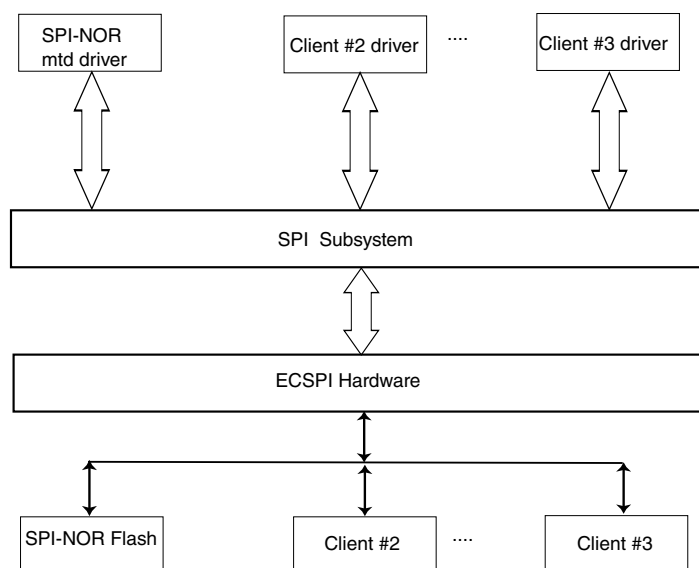 SPI-NOR
mtd driver
Client #2 driver
....
Client #3 driver
SPI Subsystem
ECSPI Hardware
SPI-NOR Flash
Client #2
....
Client #3